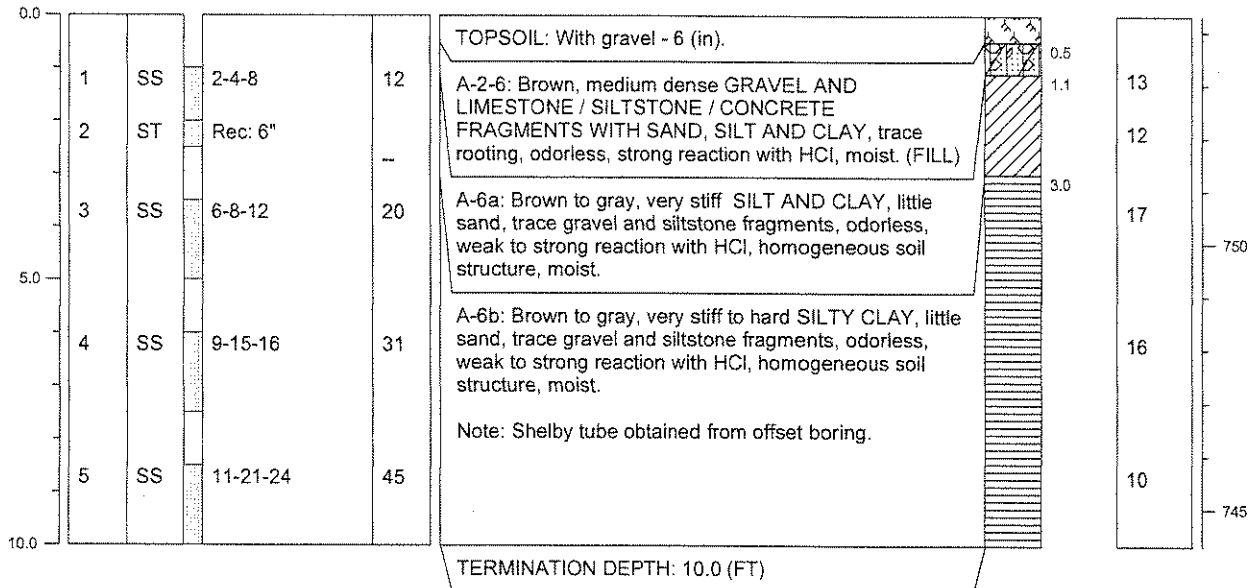 0.0
TOPSOIL: With gravel - 6 (in).
0.5
1 SS 2-4-8 12
A-2-6: Brown, medium dense GRAVEL AND
1.1
13
LIMESTONE / SILTSTONE / CONCRETE
2 ST Rec: 6"
FRAGMENTS WITH SAND, SILT AND CLAY, trace
12
--
rooting, odorless, strong reaction with HCl, moist. (FILL)
3.0
3 SS 6-8-12 20
A-6a: Brown to gray, very stiff SILT AND CLAY, little
17
sand, trace gravel and siltstone fragments, odorless,
weak to strong reaction with HCl, homogeneous soil
750
structure, moist.
5.0
A-6b: Brown to gray, very stiff to hard SILTY CLAY, little
sand, trace gravel and siltstone fragments, odorless,
4 SS 9-15-16 31
weak to strong reaction with HCl, homogeneous soil
16
structure, moist.
Note: Shelby tube obtained from offset boring.
5 SS 11-21-24 45
10
745
10.0
TERMINATION DEPTH: 10.0 (FT)